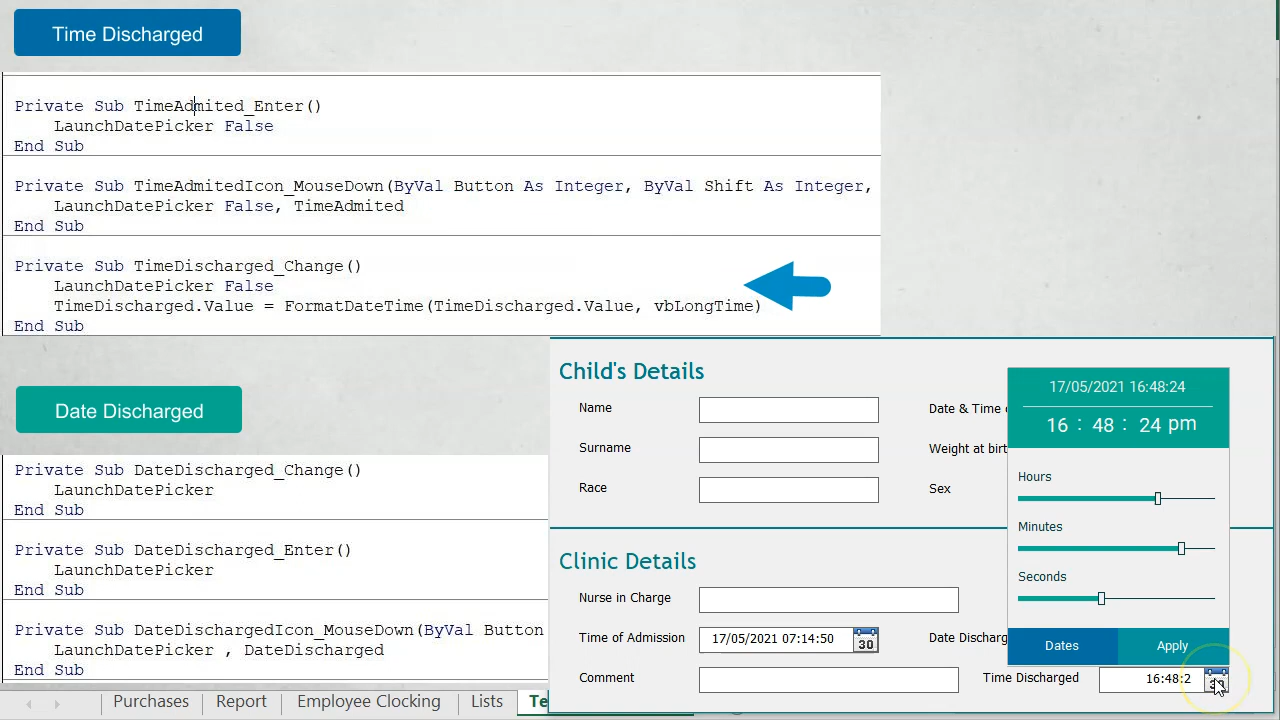 Time Discharged
Private Sub TimeAdmited_Enter()
LaunchDatePicker False
End Sub
Private Sub TimeAdmitedIcon_MouseDown(ByVal Button As Integer, ByVal Shift As Integer,
LaunchDatePicker False, TimeAdmited
End Sub
Private Sub TimeDischarged_Change()
LaunchDatePicker False
TimeDischarged.Value = FormatDateTime(TimeDischarged.Value, vbLongTime)
End Sub
Date Discharged
Private Sub DateDischarged_Change()
LaunchDatePicker
End Sub
Private Sub DateDischarged_Enter()
LaunchDatePicker
End Sub
Private Sub DateDischargedIcon_MouseDown(ByVal Button
LaunchDatePicker , DateDischarged
End Sub
Child's Details
Name
Date & Time
Surname
Weight at birt
Race
Sex
17/05/2021 16:48:24
16 : 48 : 24 pm
Hours
Minutes
Seconds
Dates Apply
Clinic Details
Nurse in Charge
Time of Admission 17/05/2021 07:14:50 30 Date Discharg
Comment Time Discharged 16:48:2
Purchases Report Employee Clocking Lists Te